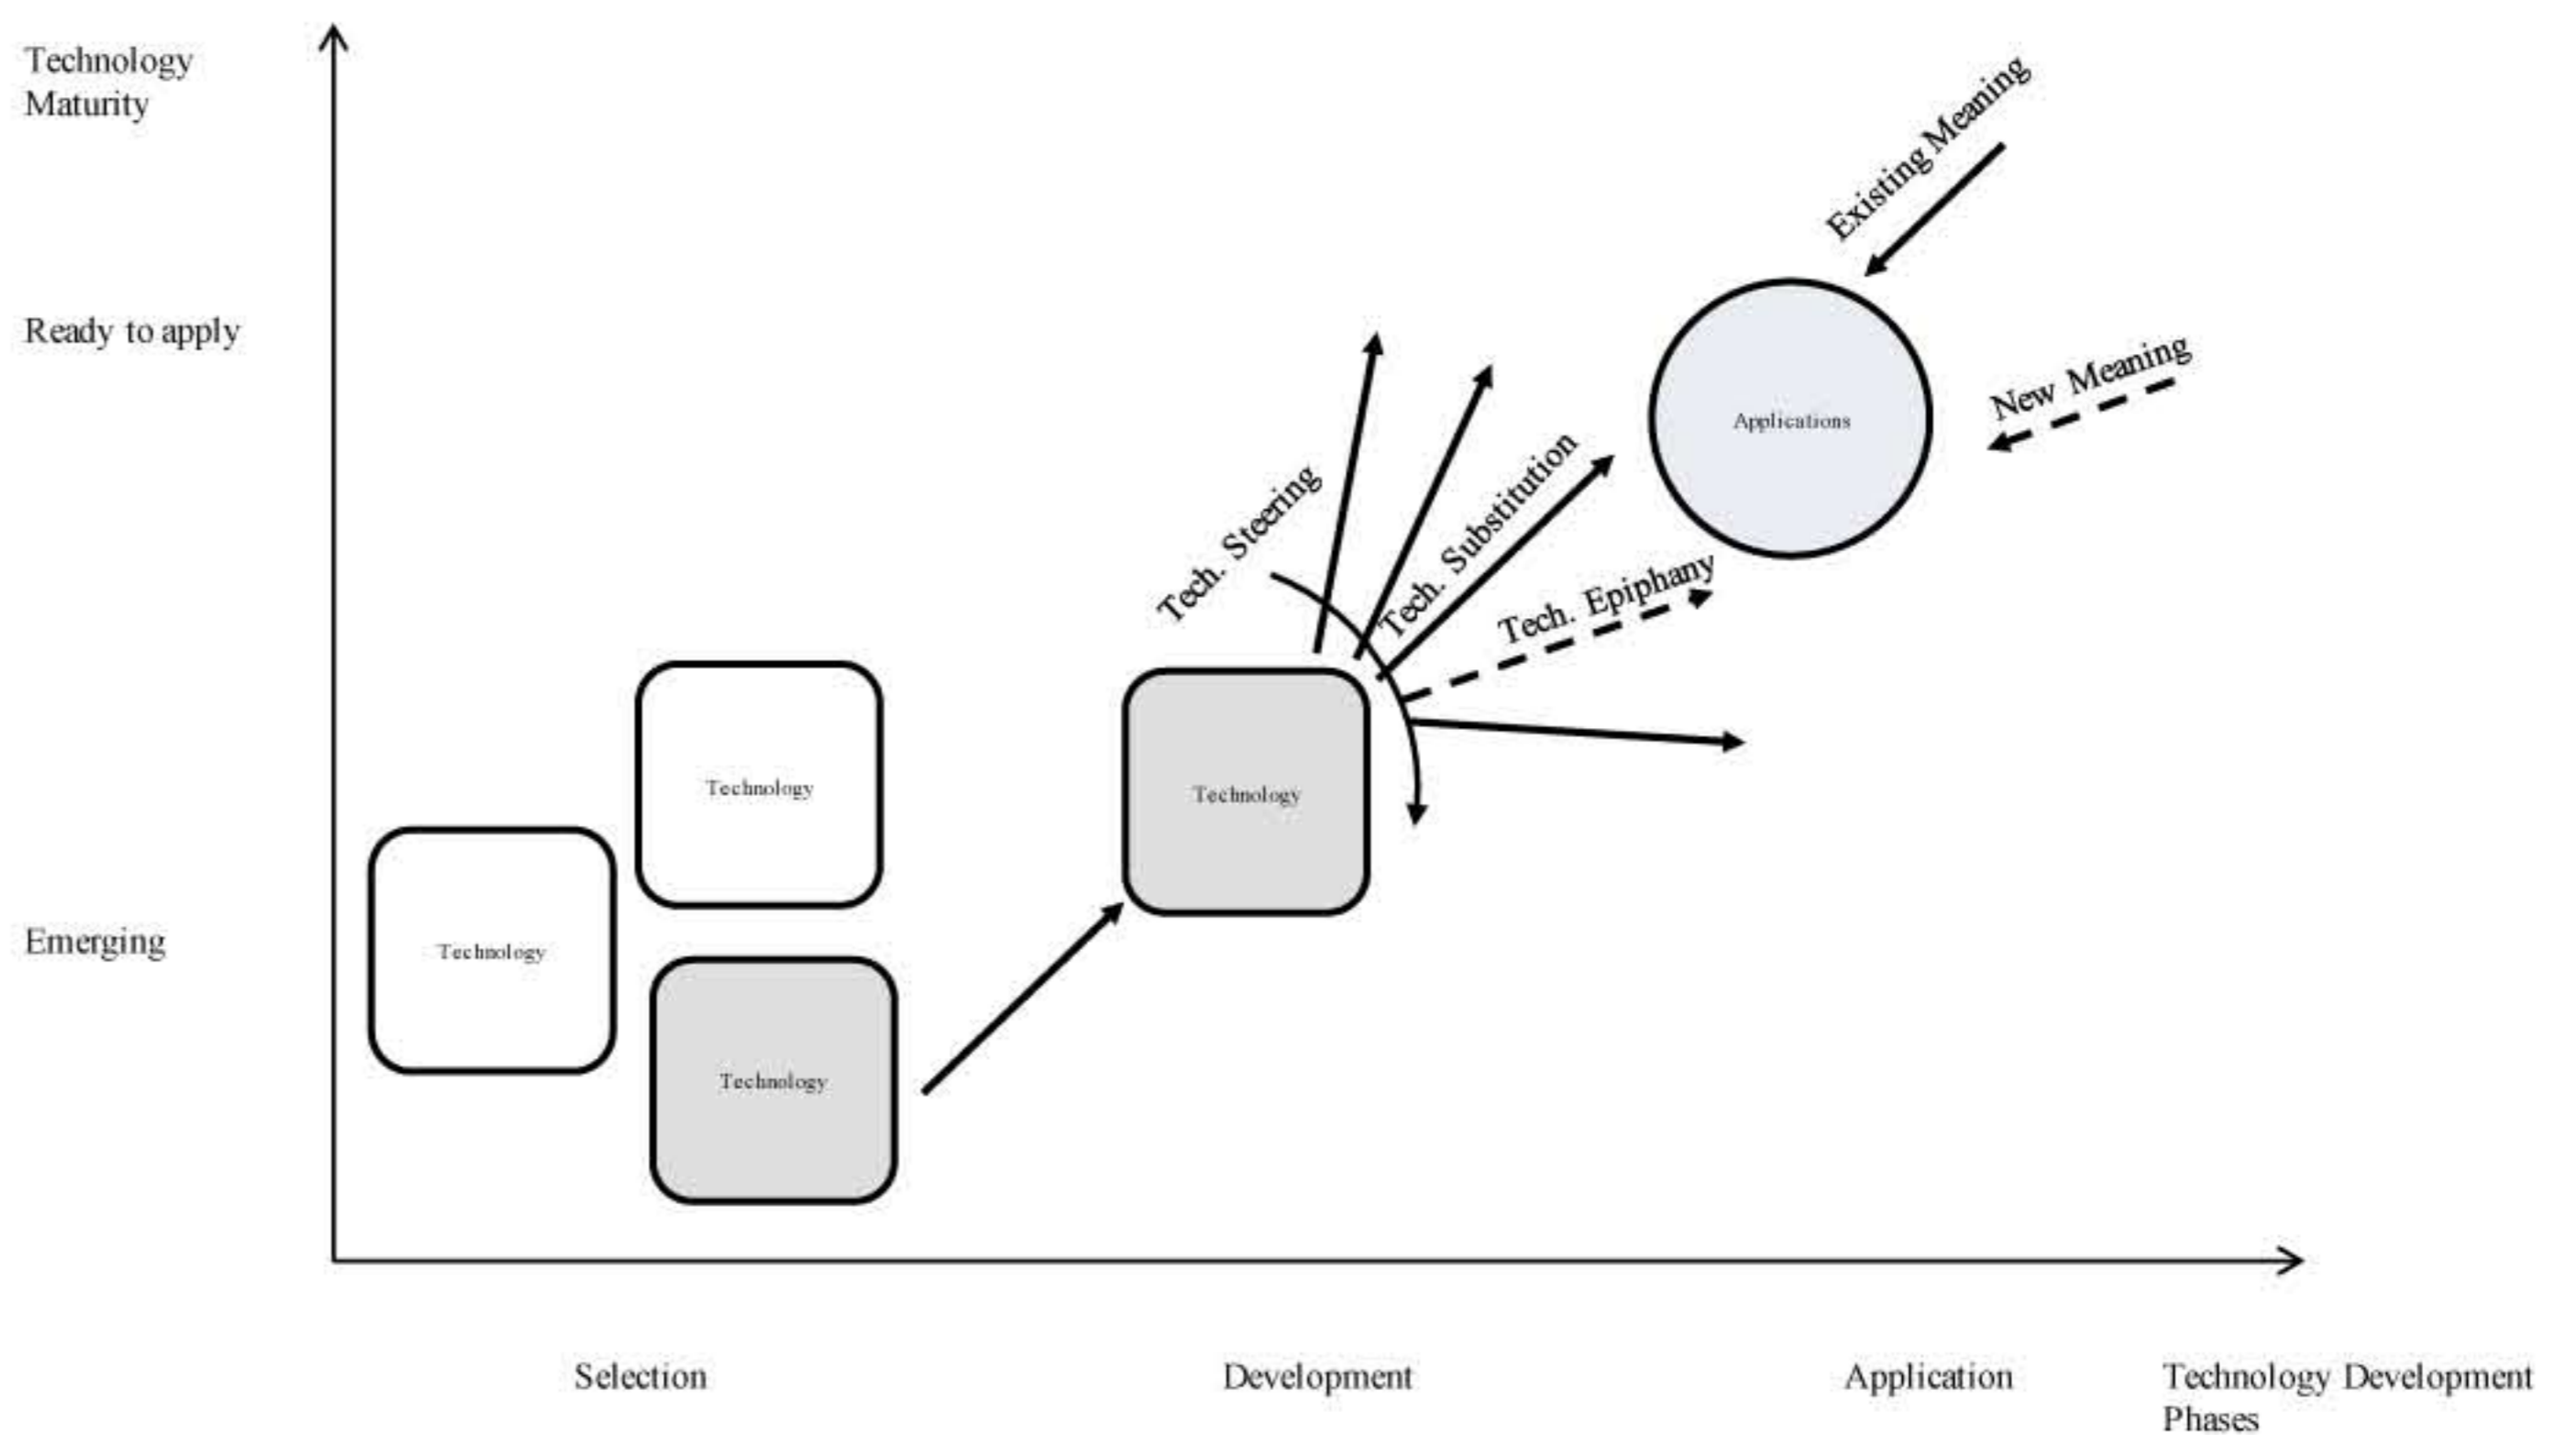 Technology
Maturity
Existing Meaning
Ready to apply
New Meaning
Applications
Tech. Steering
Tech. Substitution
Tech. Epiphany
Technology
Technology
Emerging
Technology
Technology
Selection
Development
Application
Technology Development
Phases